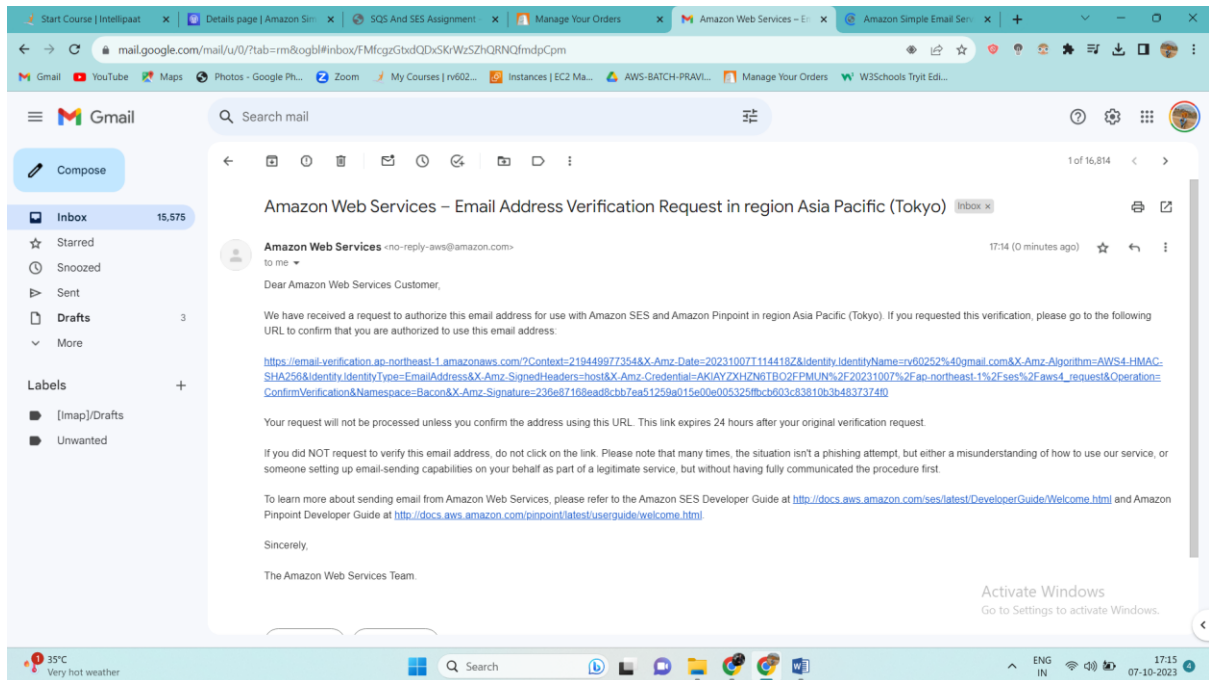 Start Course | Intellipaat
Details page | Amazon Sim
SQS And SES Assignment -
Manage Your Orders
Amazon Web Services – E
Amazon Simple Email Serv
mail.google.com/mail/u/0/?tab=rm&ogbl#inbox/FMfcgzGtxdQDxSKrWzSZhQRNQfmdpCpm
Gmail
YouTube
Maps
Photos - Google Ph...
Zoom
My Courses | rv602...
Instances | EC2 Ma...
AWS-BATCH-PRAVI...
Manage Your Orders
W3Schools Tryit Edi...
Gmail
Search mail
Compose
1 of 16,814
Inbox 15,575
Starred
Snoozed
Sent
Drafts 3
More
Labels
[Imap]/Drafts
Unwanted
Amazon Web Services – Email Address Verification Request in region Asia Pacific (Tokyo) Inbox x
Amazon Web Services <no-reply-aws@amazon.com>
17:14 (0 minutes ago)
to me
Dear Amazon Web Services Customer,
We have received a request to authorize this email address for use with Amazon SES and Amazon Pinpoint in region Asia Pacific (Tokyo). If you requested this verification, please go to the following
URL to confirm that you are authorized to use this email address:
https://email-verification.ap-northeast-1.amazonaws.com/?Context=219449977354&X-Amz-Date=20231007T114418Z&Identity.IdentityName=rv60252%40gmail.com&X-Amz-Algorithm=AWS4-HMAC-
SHA256&Identity.IdentityType=EmailAddress&X-Amz-SignedHeaders=host&X-Amz-Credential=AKIAYZXHZN6TBO2FPMUN%2F20231007%2Fap-northeast-1%2Fses%2Faws4_request&Operation=
ConfirmVerification&Namespace=Bacon&X-Amz-Signature=236e87168ead8cbb7ea51259a015e00e005325ffbcb603c83810b3b4837374f0
Your request will not be processed unless you confirm the address using this URL. This link expires 24 hours after your original verification request.
If you did NOT request to verify this email address, do not click on the link. Please note that many times, the situation isn't a phishing attempt, but either a misunderstanding of how to use our service, or
someone setting up email-sending capabilities on your behalf as part of a legitimate service, but without having fully communicated the procedure first.
To learn more about sending email from Amazon Web Services, please refer to the Amazon SES Developer Guide at http://docs.aws.amazon.com/ses/latest/DeveloperGuide/Welcome.html and Amazon
Pinpoint Developer Guide at http://docs.aws.amazon.com/pinpoint/latest/userguide/welcome.html.
Sincerely,
The Amazon Web Services Team.
Activate Windows
Go to Settings to activate Windows.
1
35°C
Very hot weather
Search
ENG
IN
17:15
07-10-2023
4